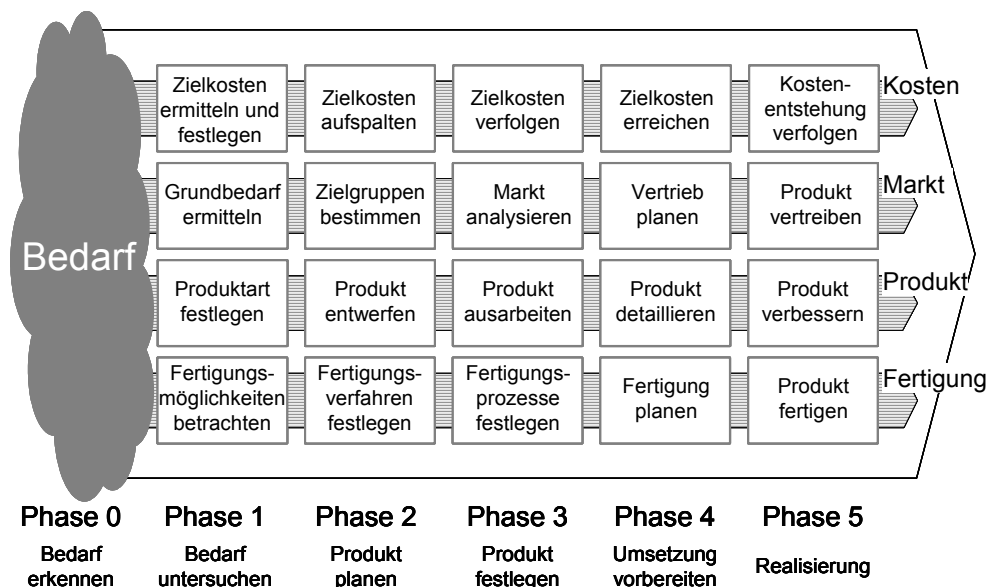 Bedarf
Zielkosten
ermitteln und
festlegen
Zielkosten
aufspalten
Zielkosten
verfolgen
Zielkosten
erreichen
Kosten-
entstehung
verfolgen
Kosten
Grundbedarf
ermitteln
Zielgruppen
bestimmen
Markt
analysieren
Vertrieb
planen
Produkt
vertreiben
Markt
Produktart
festlegen
Produkt
entwerfen
Produkt
ausarbeiten
Produkt
detaillieren
Produkt
verbessern
Produkt
Fertigungs-
möglichkeiten
betrachten
Fertigungs-
verfahren
festlegen
Fertigungs-
prozesse
festlegen
Fertigung
planen
Produkt
fertigen
Fertigung
Phase 0
Bedarf
erkennen
Phase 1
Bedarf
untersuchen
Phase 2
Produkt
planen
Phase 3
Produkt
festlegen
Phase 4
Umsetzung
vorbereiten
Phase 5
Realisierung